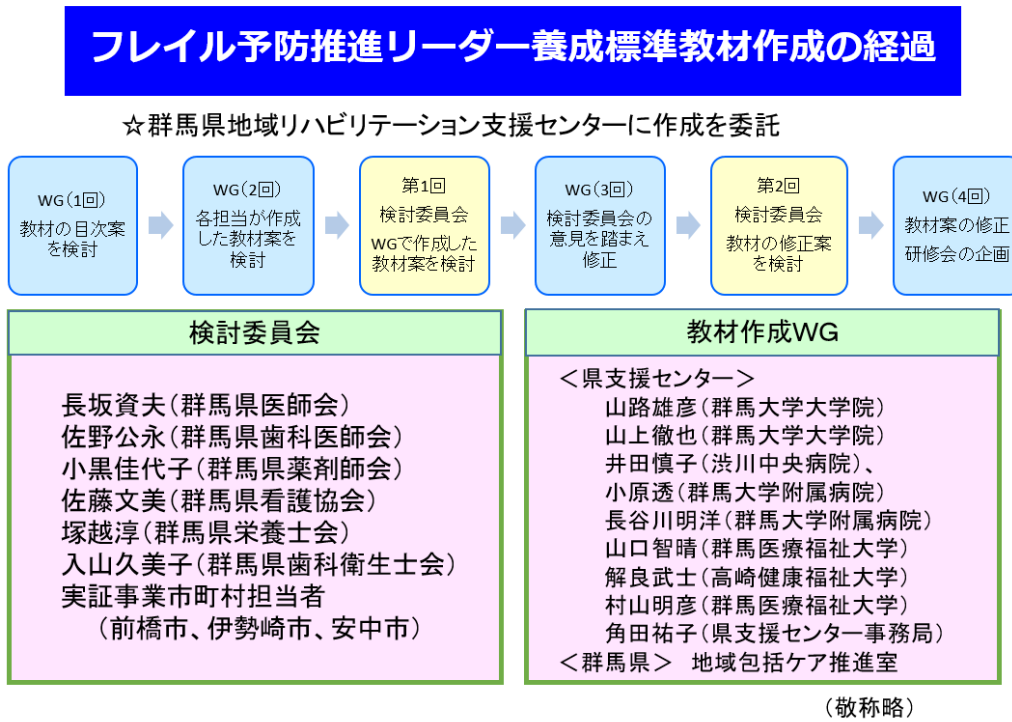 フレイル予防推進リーダー養成標準教材作成の経過
☆群馬県地域リハビリテーション支援センターに作成を委託
WG(1回)
教材の目次案
を検討
WG(2回)
各担当が作成
した教材案を
検討
第1回
検討委員会
WGで作成した
教材案を検討
WG(3回)
検討委員会の
意見を踏まえ
修正
第2回
検討委員会
教材の修正案
を検討
WG(4回)
教材案の修正
研修会の企画
検討委員会
長坂資夫(群馬県医師会)
佐野公永(群馬県歯科医師会)
小黒佳代子(群馬県薬剤師会)
佐藤文美(群馬県看護協会)
塚越淳(群馬県栄養士会)
入山久美子(群馬県歯科衛生士会)
実証事業市町村担当者
(前橋市、伊勢崎市、安中市)
教材作成WG
<県支援センター>
山路雄彦(群馬大学大学院)
山上徹也(群馬大学大学院)
井田慎子(渋川中央病院)、
小原透(群馬大学附属病院)
長谷川明洋(群馬大学附属病院)
山口智晴(群馬医療福祉大学)
解良武士(高崎健康福祉大学)
村山明彦(群馬医療福祉大学)
角田祐子(県支援センター事務局)
<群馬県> 地域包括ケア推進室
(敬称略)